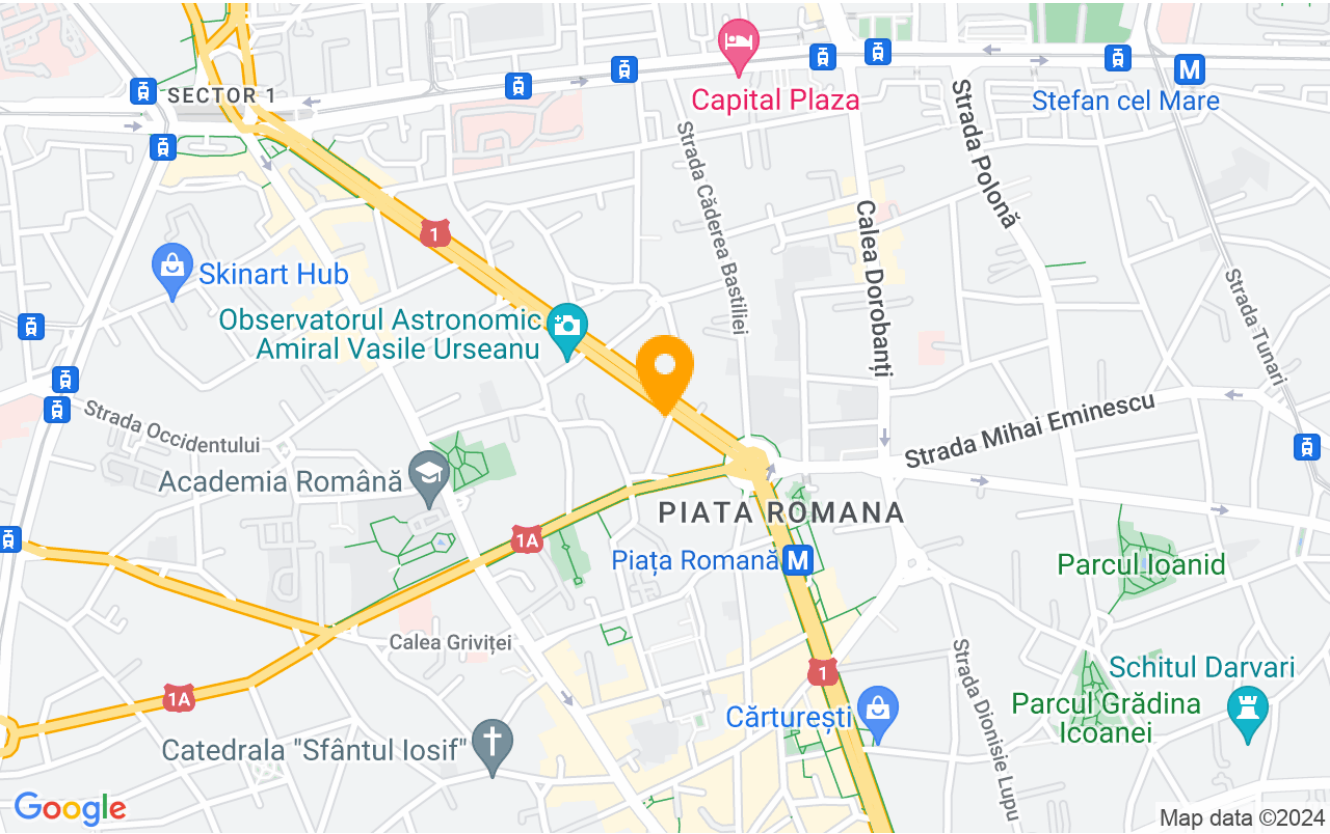 SECTOR 1
Capital Plaza
M
Stefan cel Mare
Strada Polonă
Strada Căderea Bastiliei
Calea Dorobanți
1
Skinart Hub
Strada Tunari
Observatorul Astronomic
Amiral Vasile Urseanu
Strada Occidentului
Strada Mihai Eminescu
Academia Română
PIATA ROMANA
1A
Piața Romană
M
Parcul Ioanid
Calea Griviței
1
Strada Dionisie Lupu
Schitul Darvari
1A
Parcul Grădina
Icoanei
Cărturești
Catedrala "Sfântul Iosif"
Google
Map data ©2024